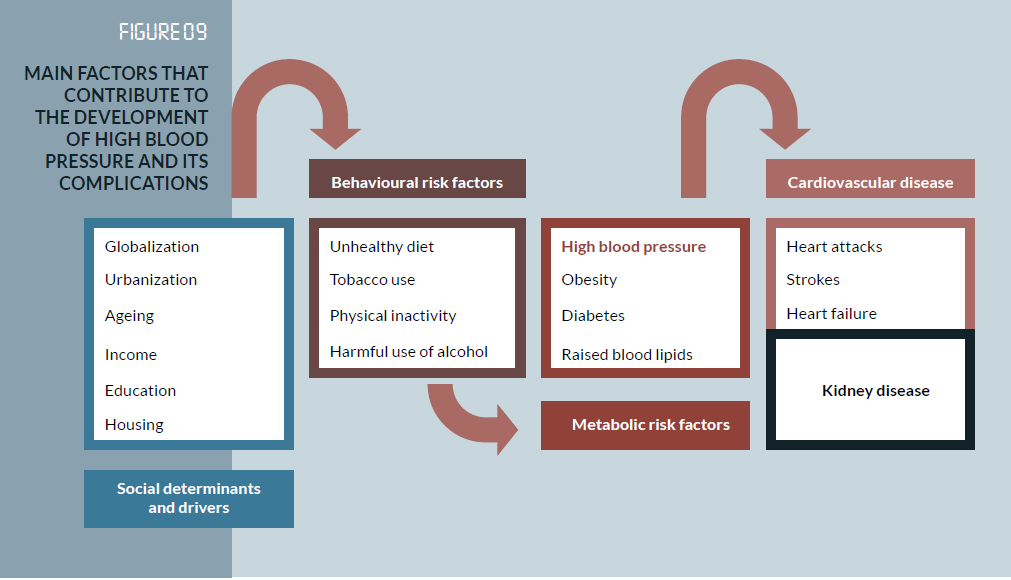 FIGURE 09
MAIN FACTORS THAT
CONTRIBUTE TO
THE DEVELOPMENT
OF HIGH BLOOD
PRESSURE AND ITS
COMPLICATIONS
Globalization
Urbanization
Ageing
Income
Education
Housing
Social determinants
and drivers
Behavioural risk factors
Unhealthy diet
Tobacco use
Physical inactivity
Harmful use of alcohol
High blood pressure
Obesity
Diabetes
Raised blood lipids
Metabolic risk factors
Cardiovascular disease
Heart attacks
Strokes
Heart failure
Kidney disease